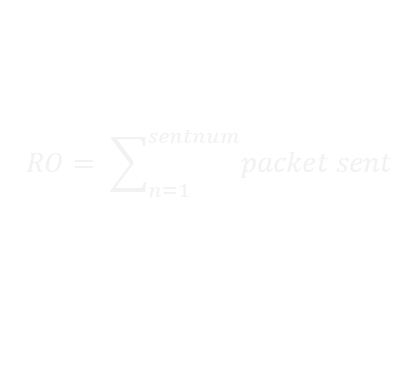 RO = ∑_{n=1}^{sentnum} packet sent